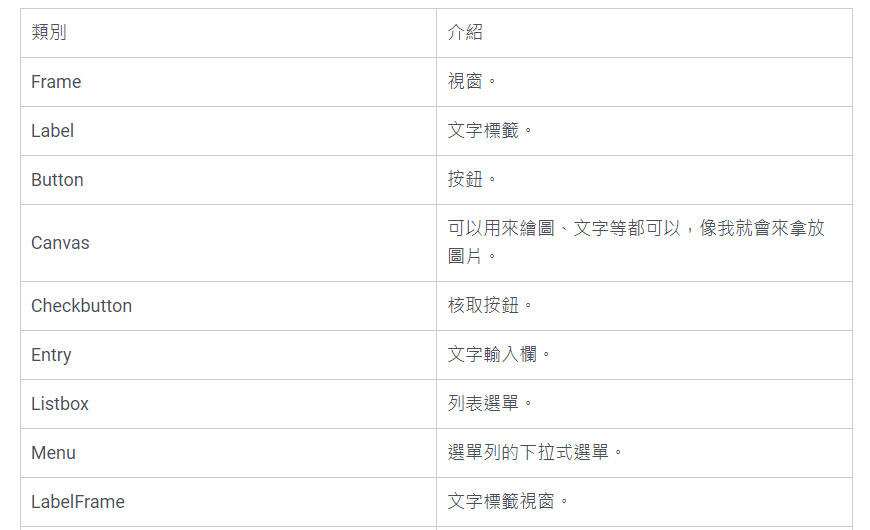 類別
介紹
Frame
視窗。
Label
文字標籤。
Button
按鈕。
Canvas
可以用來繪圖、文字等都可以，像我就會來拿放
圖片。
Checkbutton
核取按鈕。
Entry
文字輸入欄。
Listbox
列表選單。
Menu
選單列的下拉式選單。
LabelFrame
文字標籤視窗。